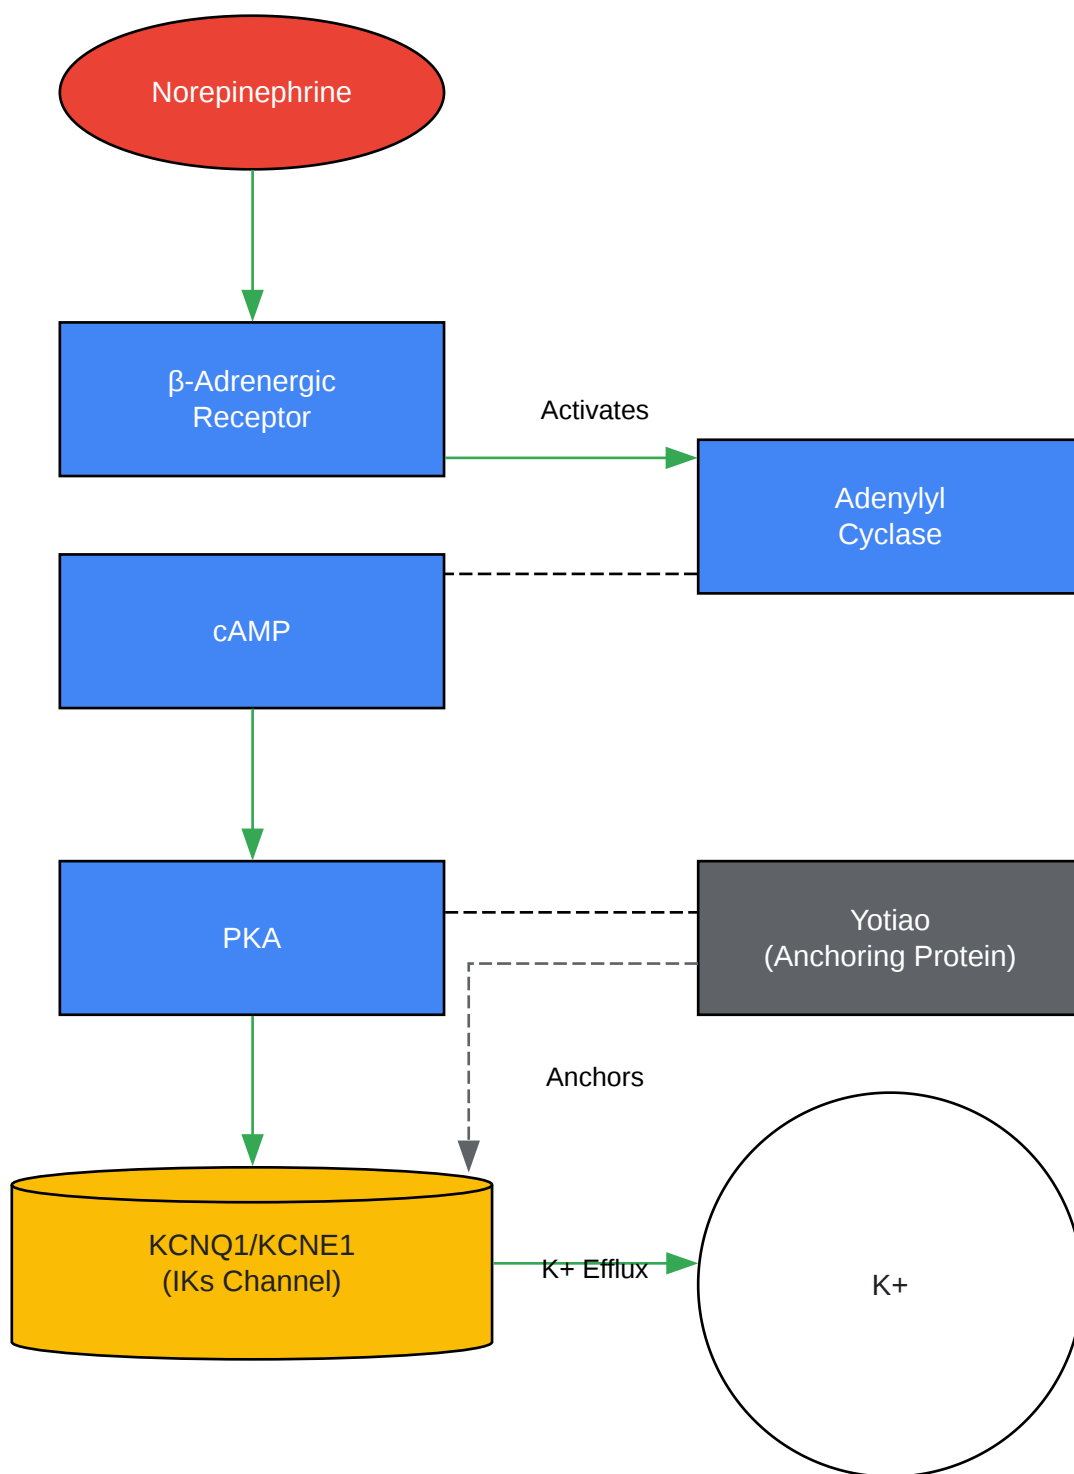 Norepinephrine
β-Adrenergic
Receptor
Activates
Adenylyl
Cyclase
cAMP
PKA
Yotiao
(Anchoring Protein)
Anchors
KCNQ1/KCNE1
(IKs Channel)
K+ Efflux
K+